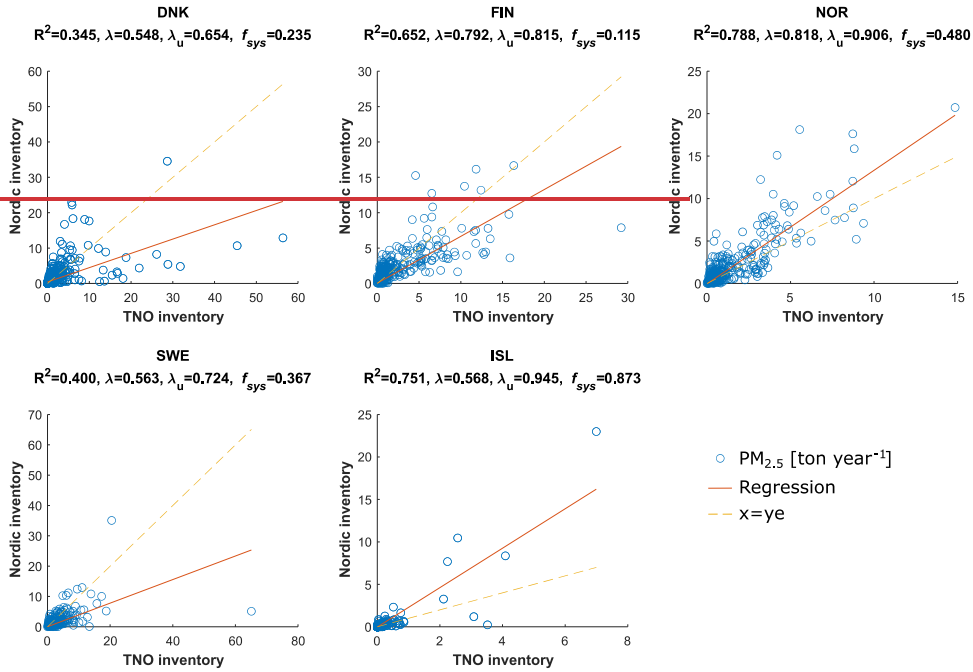 DNK
R²=0.345, λ=0.548, λu=0.654, fsys=0.235
60
50
40
30
20
10
0
Nordic inventory
0 10 20 30 40 50 60
TNO inventory
FIN
R²=0.652, λ=0.792, λu=0.815, fsys=0.115
30
25
20
15
10
5
0
Nordic inventory
0 5 10 15 20 25 30
TNO inventory
NOR
R²=0.788, λ=0.818, λu=0.906, fsys=0.480
25
20
15
10
5
0
Nordic inventory
0 5 10 15
TNO inventory
SWE
R²=0.400, λ=0.563, λu=0.724, fsys=0.367
70
60
50
40
30
20
10
0
Nordic inventory
0 20 40 60 80
TNO inventory
ISL
R²=0.751, λ=0.568, λu=0.945, fsys=0.873
25
20
15
10
5
0
Nordic inventory
0 2 4 6 8
TNO inventory
PM2.5 [ton year⁻¹]
Regression
x=ye